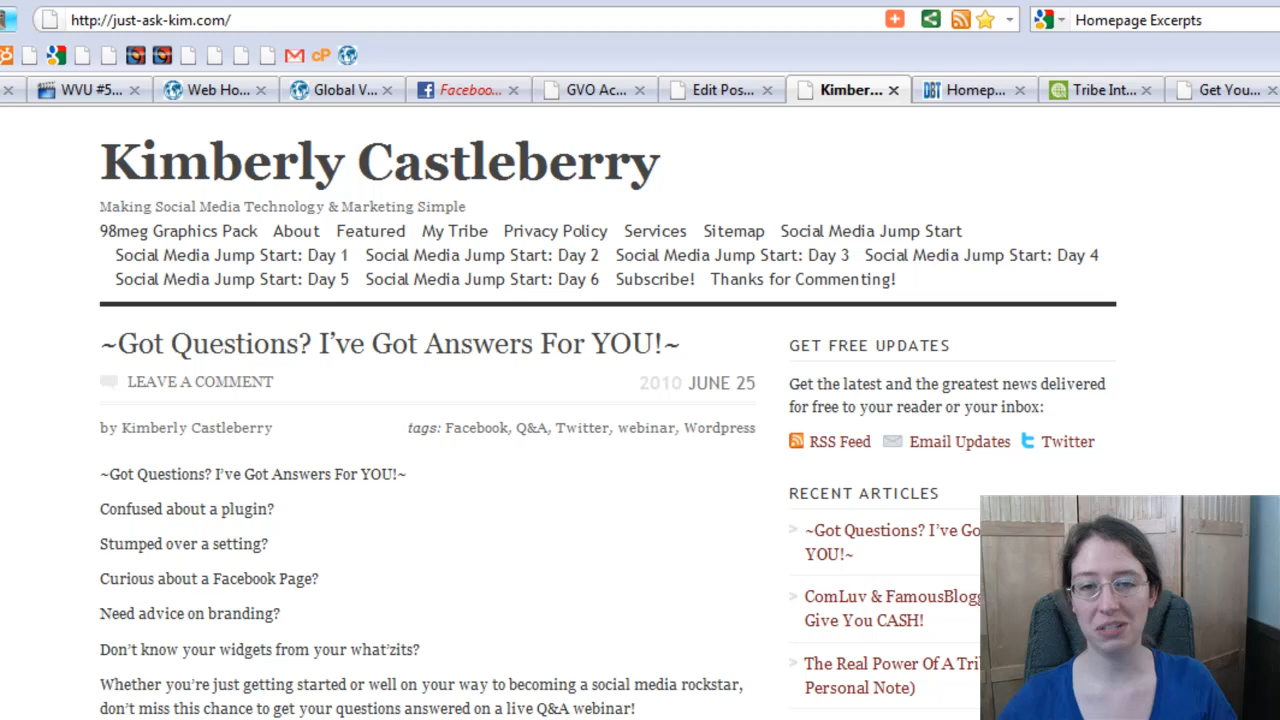 http://just-ask-kim.com/
Homepage Excerpts
cP
WVU #5...
Web Ho...
Global V...
Faceboo...
GVO Ac...
Edit Pos...
Kimber...
DBT Homep...
Tribe Int...
Get You...
Kimberly Castleberry
Making Social Media Technology & Marketing Simple
98meg Graphics Pack About Featured My Tribe Privacy Policy Services Sitemap Social Media Jump Start
Social Media Jump Start: Day 1 Social Media Jump Start: Day 2 Social Media Jump Start: Day 3 Social Media Jump Start: Day 4
Social Media Jump Start: Day 5 Social Media Jump Start: Day 6 Subscribe! Thanks for Commenting!
~Got Questions? I've Got Answers For YOU!~
LEAVE A COMMENT
2010 JUNE 25
by Kimberly Castleberry
tags: Facebook, Q&A, Twitter, webinar, Wordpress
~Got Questions? I've Got Answers For YOU!~
Confused about a plugin?
Stumped over a setting?
Curious about a Facebook Page?
Need advice on branding?
Don't know your widgets from your what'zits?
Whether you're just getting started or well on your way to becoming a social media rockstar,
don't miss this chance to get your questions answered on a live Q&A webinar!
GET FREE UPDATES
Get the latest and the greatest news delivered
for free to your reader or your inbox:
RSS Feed Email Updates Twitter
RECENT ARTICLES
~Got Questions? I've Go
YOU!~
ComLuv & FamousBlogg
Give You CASH!
The Real Power Of A Tri
Personal Note)